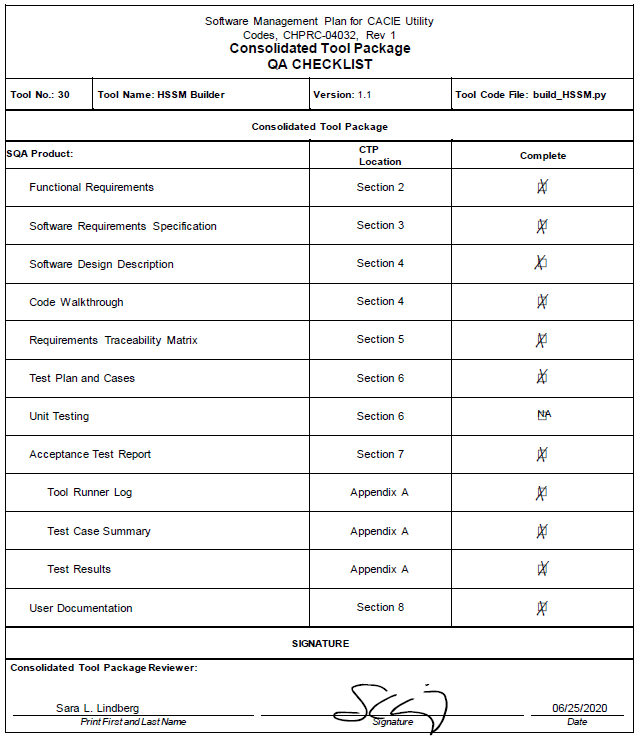 Software Management Plan for CACIE Utility
Codes, CHPRC-04032, Rev 1
Consolidated Tool Package
QA CHECKLIST
Tool No.: 30 Tool Name: HSSM Builder Version: 1.1 Tool Code File: build_HSSM.py
Consolidated Tool Package
SQA Product: CTP Location Complete
Functional Requirements Section 2 X
Software Requirements Specification Section 3 X
Software Design Description Section 4 X
Code Walkthrough Section 4 X
Requirements Traceability Matrix Section 5 X
Test Plan and Cases Section 6 X
Unit Testing Section 6 NA
Acceptance Test Report Section 7 X
Tool Runner Log Appendix A X
Test Case Summary Appendix A X
Test Results Appendix A X
User Documentation Section 8 X
SIGNATURE
Consolidated Tool Package Reviewer:
Sara L. Lindberg 06/25/2020
Print First and Last Name Signature Date